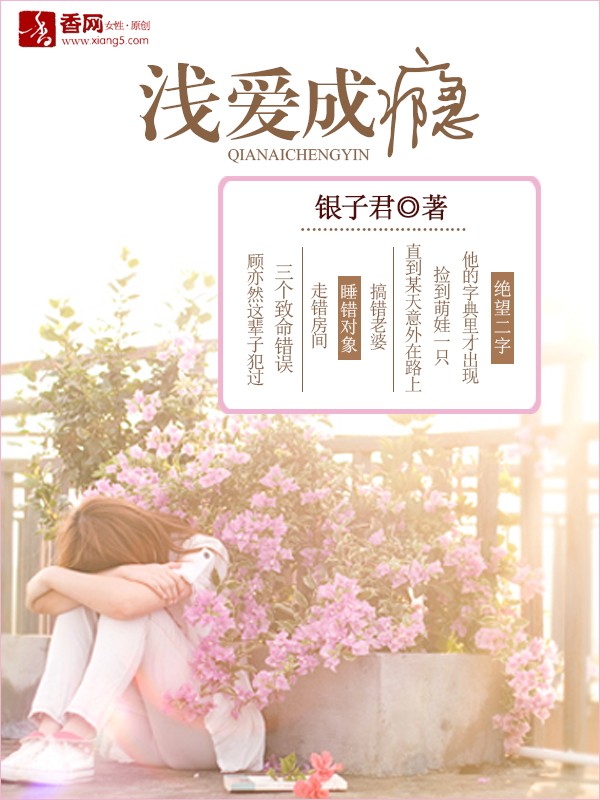 香 香网 女性·原创
www.xiang5.com
浅爱成瘾
QIANAICHENGYIN
银子君◎著
顾亦然这辈子犯过
三个致命错误
走错房间
睡错对象
搞错老婆
直到某天意外在路上
捡到萌娃一只
他的字典里才出现
绝望二字